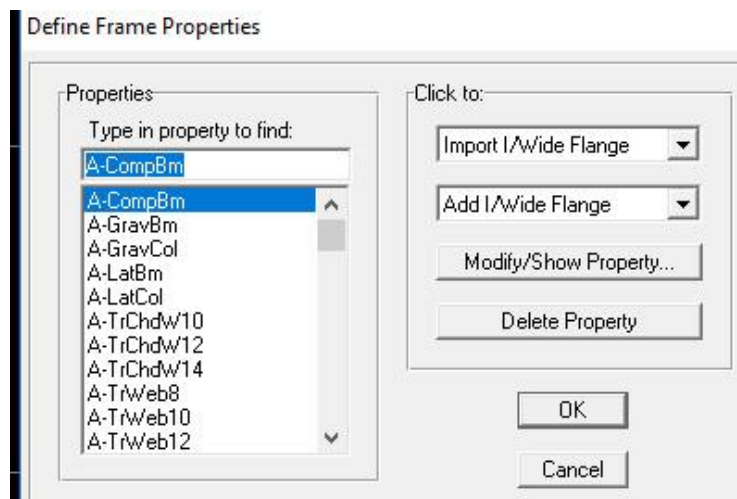 Define Frame Properties
Properties
Type in property to find:
A-CompBm
A-CompBm
A-GravBm
A-GravCol
A-LatBm
A-LatCol
A-TrChdW10
A-TrChdW12
A-TrChdW14
A-TrWeb8
A-TrWeb10
A-TrWeb12
Click to:
Import I/Wide Flange
Add I/Wide Flange
Modify/Show Property...
Delete Property
OK
Cancel